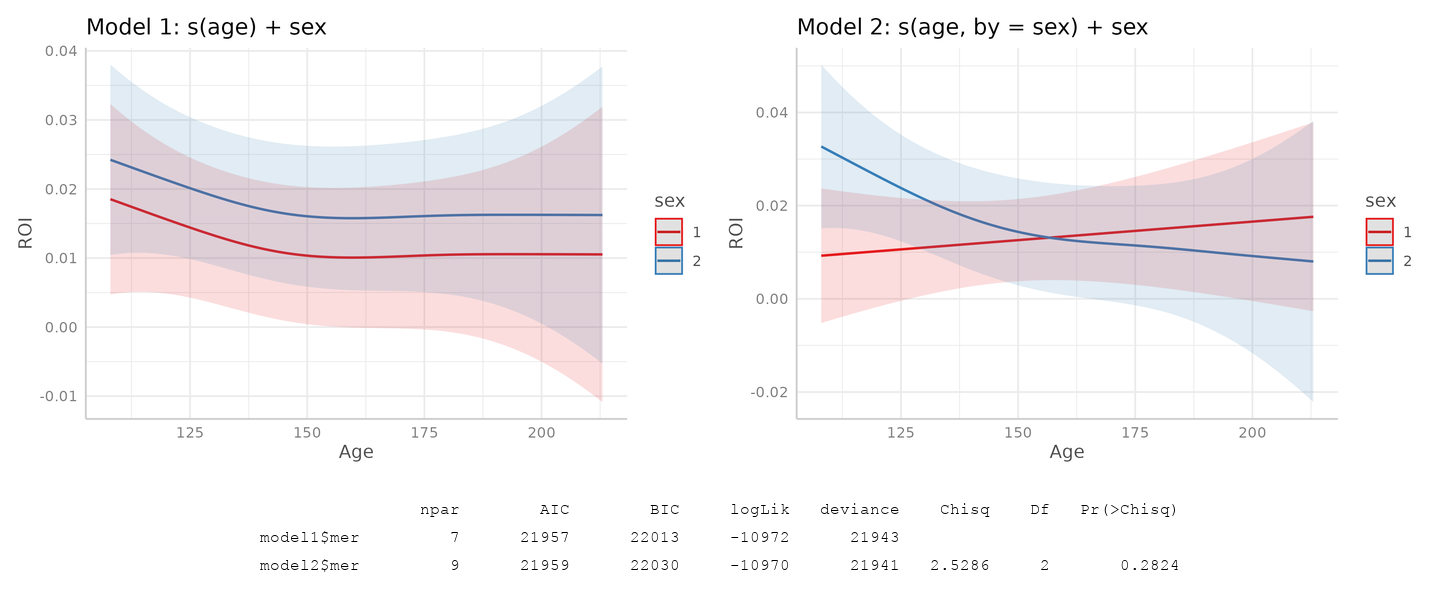 Model 1: s(age) + sex
0.04
0.03
0.02
0.01
0.00
-0.01
ROI
125 150 175 200
Age
sex
1
2
Model 2: s(age, by = sex) + sex
0.04
0.02
0.00
-0.02
ROI
125 150 175 200
Age
sex
1
2
npar AIC BIC logLik deviance Chisq Df Pr(>Chisq)
model1$mer 7 21957 22013 -10972 21943
model2$mer 9 21959 22030 -10970 21941 2.5286 2 0.2824